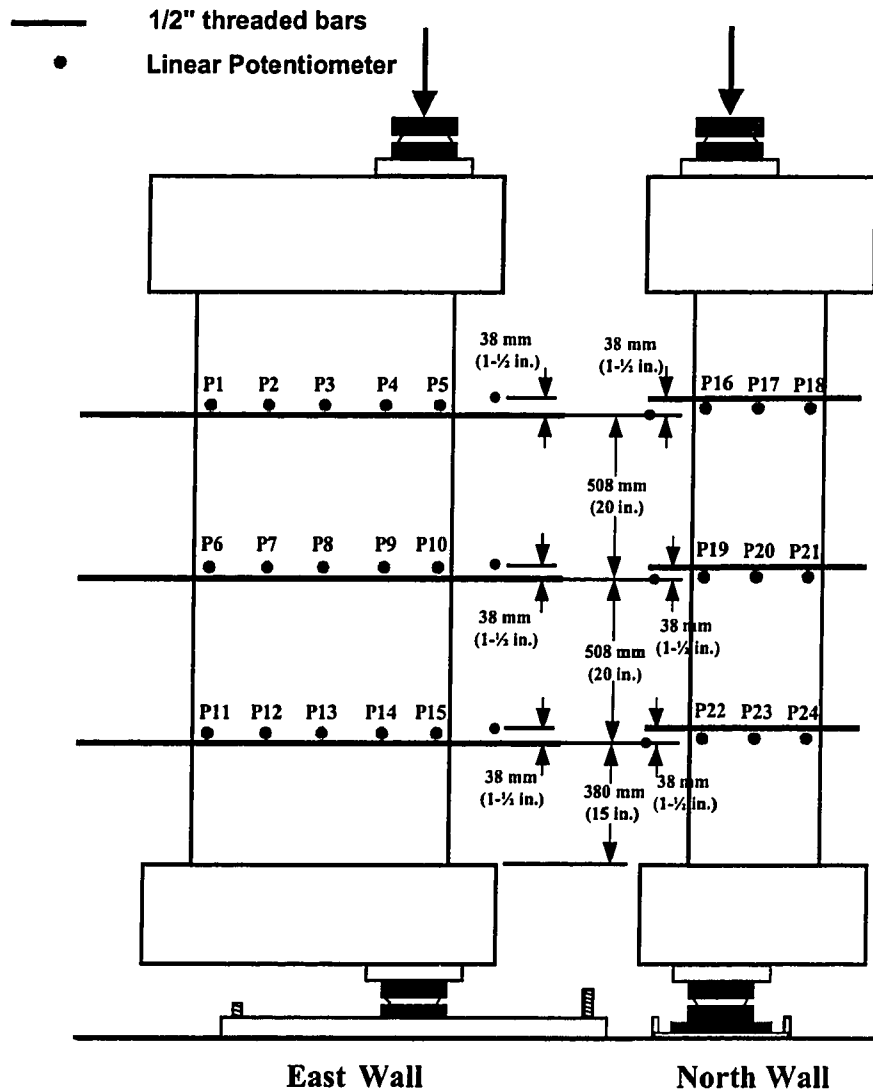 1/2" threaded bars
Linear Potentiometer
38 mm
(1-½ in.)
38 mm
(1-½ in.)
P1 P2 P3 P4 P5
P16 P17 P18
508 mm
(20 in.)
P6 P7 P8 P9 P10
P19 P20 P21
38 mm
(1-½ in.)
38 mm
(1-½ in.)
508 mm
(20 in.)
P11 P12 P13 P14 P15
P22 P23 P24
38 mm
(1-½ in.)
380 mm
(15 in.)
38 mm
(1-½ in.)
East Wall
North Wall